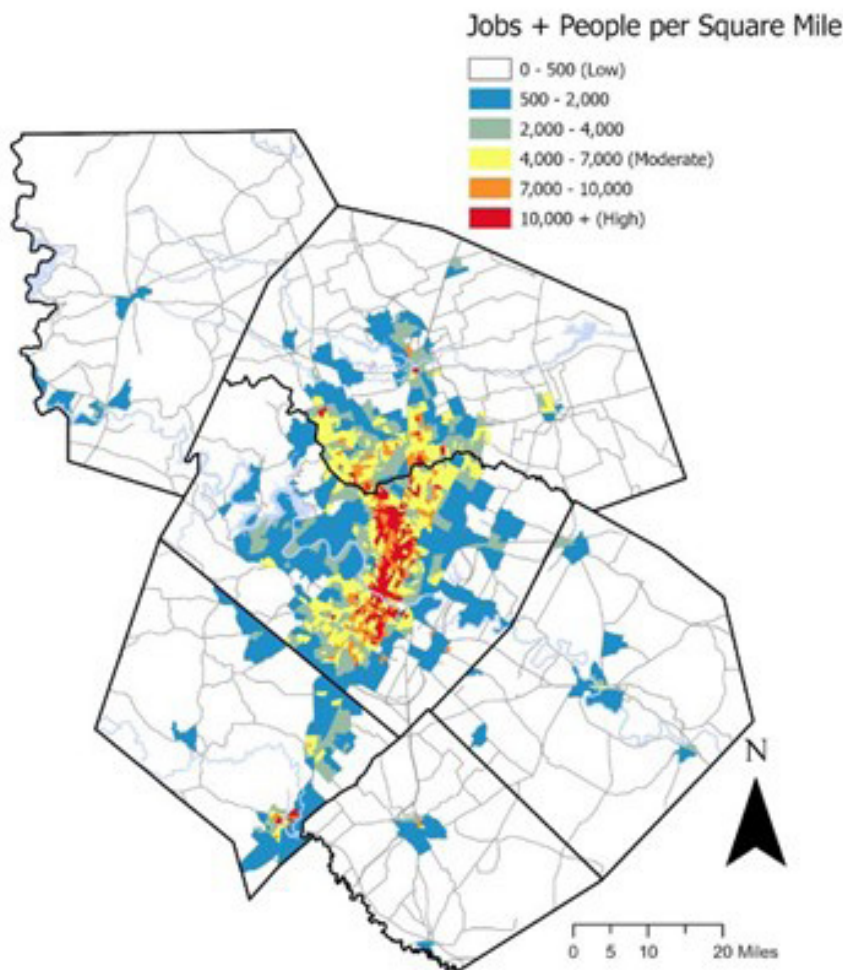 Jobs + People per Square Mile
0 - 500 (Low)
500 - 2,000
2,000 - 4,000
4,000 - 7,000 (Moderate)
7,000 - 10,000
10,000 + (High)
N
0 5 10 20 Miles